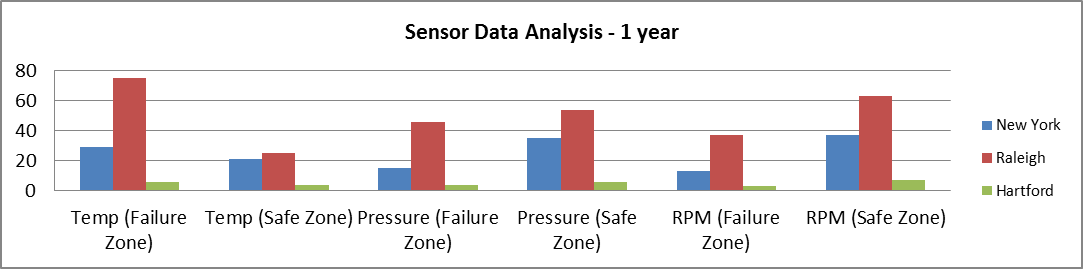 Sensor Data Analysis - 1 year
80
60
40
20
0
Temp (Failure Zone)
Temp (Safe Zone)
Pressure (Failure Zone)
Pressure (Safe Zone)
RPM (Failure Zone)
RPM (Safe Zone)
New York
Raleigh
Hartford